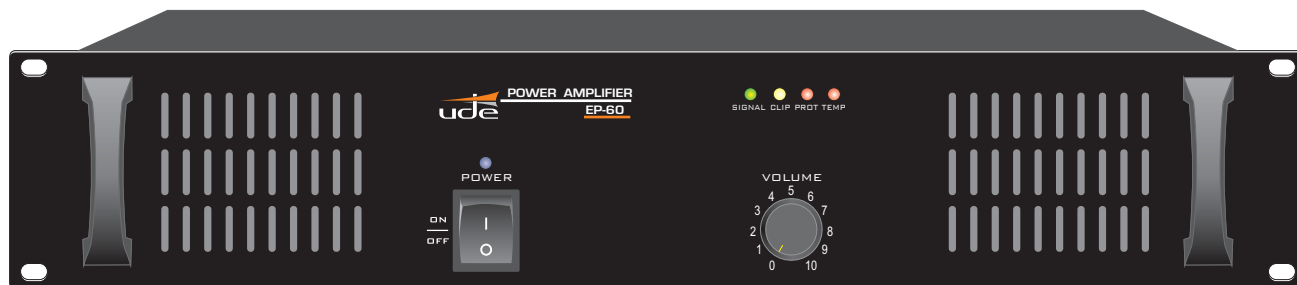 ude
POWER AMPLIFIER
EP-60
SIGNAL CLIP PROT TEMP
POWER
ON
OFF
I
O
VOLUME
0 1 2 3 4 5 6 7 8 9 10